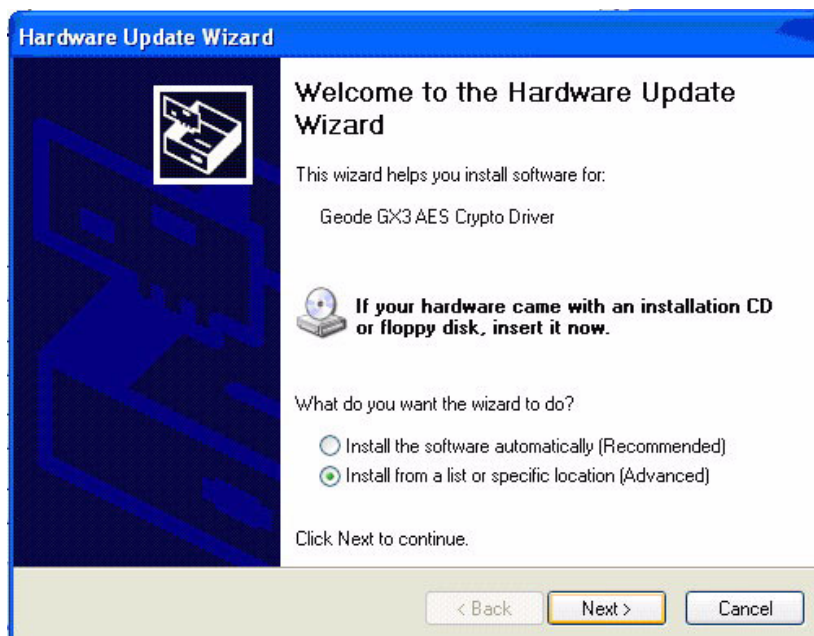 Hardware Update Wizard
Welcome to the Hardware Update
Wizard
This wizard helps you install software for:
Geode GX3 AES Crypto Driver
If your hardware came with an installation CD
or floppy disk, insert it now.
What do you want the wizard to do?
Install the software automatically (Recommended)
Install from a list or specific location (Advanced)
Click Next to continue.
< Back
Next >
Cancel